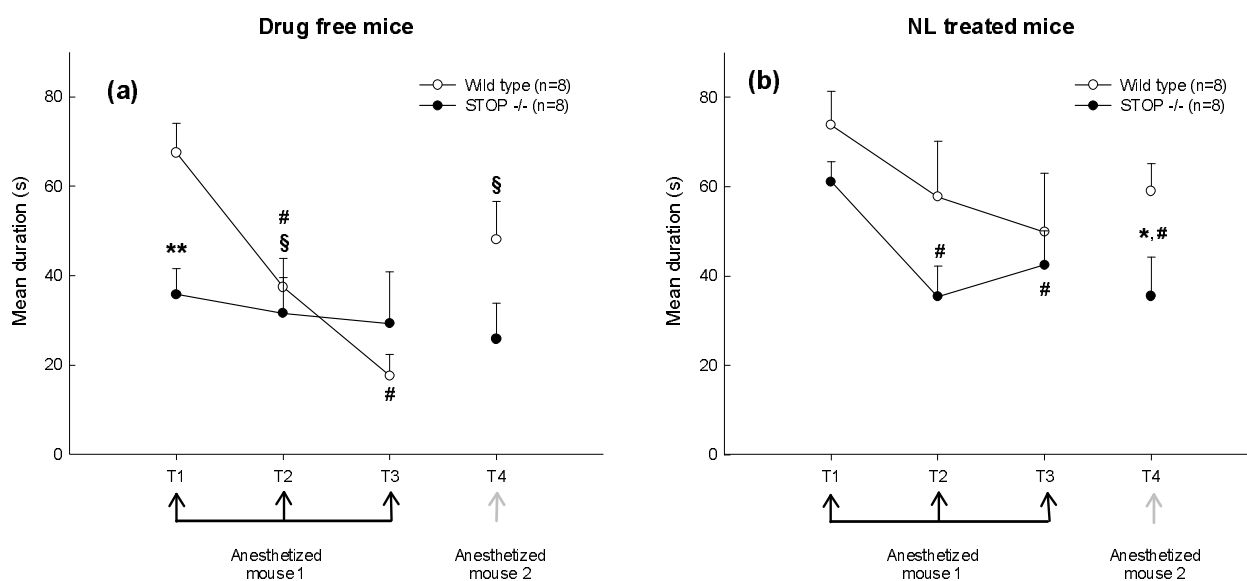 Drug free mice
(a)
Wild type (n=8)
STOP -/- (n=8)
Mean duration (s)
80
60
40
20
0
**
#
§
#
§
T1
T2
T3
T4
Anesthetized
mouse 1
Anesthetized
mouse 2
NL treated mice
(b)
Wild type (n=8)
STOP -/- (n=8)
Mean duration (s)
80
60
40
20
0
#
#
*,#
T1
T2
T3
T4
Anesthetized
mouse 1
Anesthetized
mouse 2